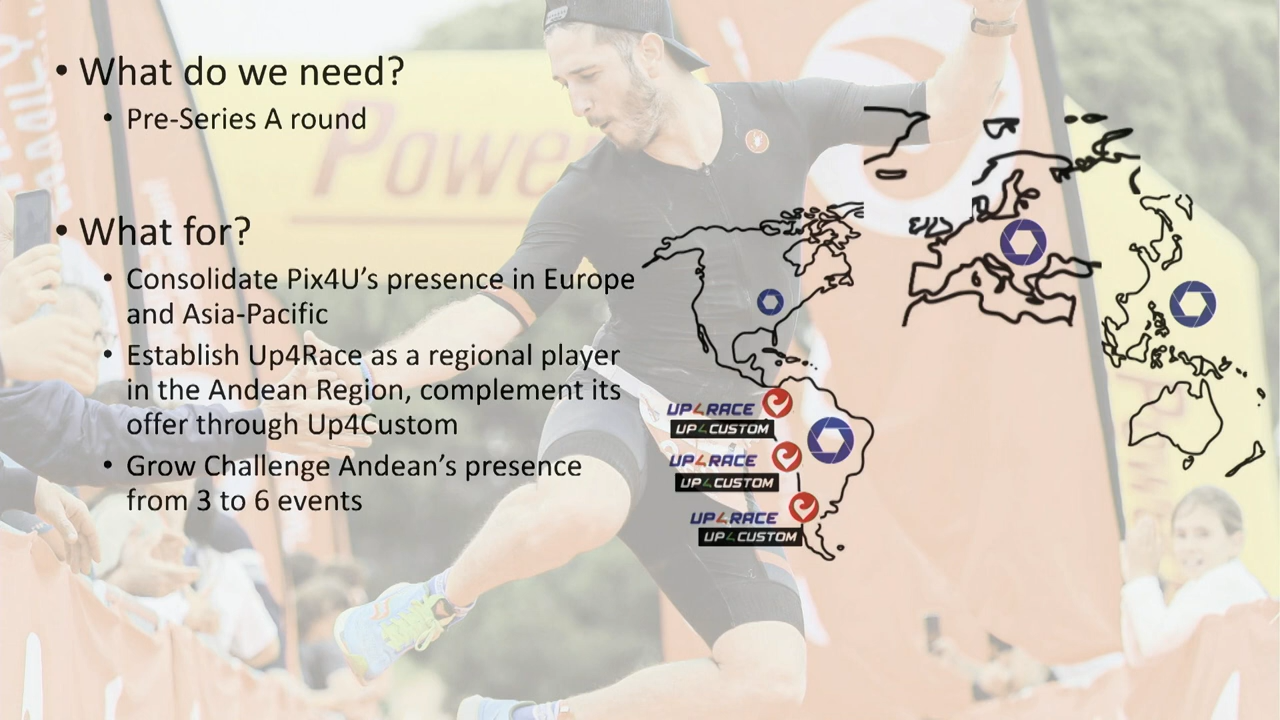 • What do we need?
• Pre-Series A round
• What for?
• Consolidate Pix4U’s presence in Europe
and Asia-Pacific
• Establish Up4Race as a regional player
in the Andean Region, complement its
offer through Up4Custom
• Grow Challenge Andean’s presence
from 3 to 6 events
UP4RACE
UP4CUSTOM
UP4RACE
UP4CUSTOM
UP4RACE
UP4CUSTOM
Power